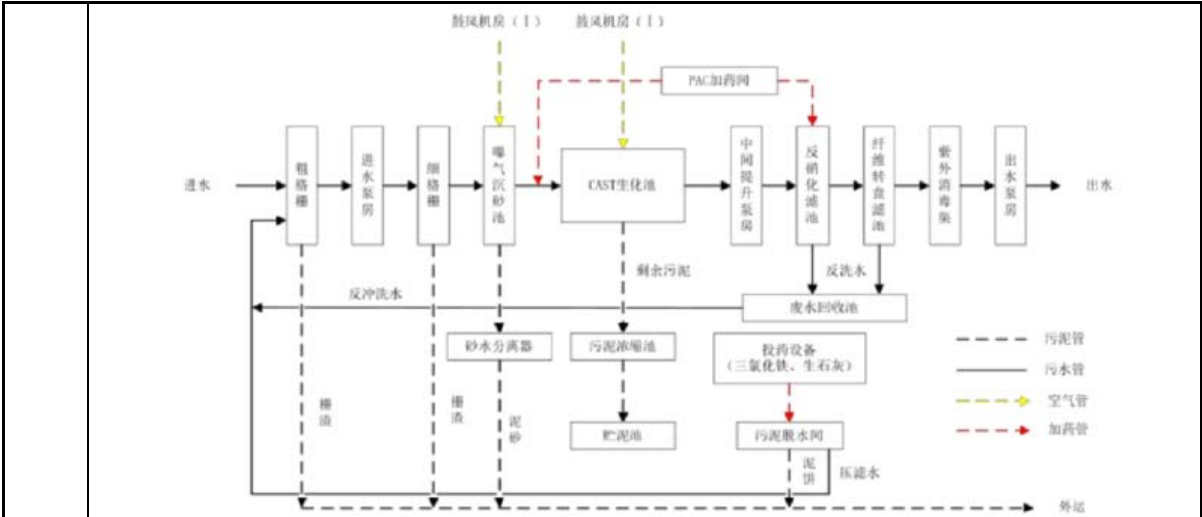 鼓风机房（Ⅰ）
鼓风机房（Ⅰ）
PAC加药间
进水
粗格栅
进水泵房
细格栅
曝气沉砂池
CAST生化池
中间提升泵房
反硝化滤池
纤维转盘滤池
紫外消毒渠
出水泵房
出水
剩余污泥
反洗水
反冲洗水
废水回收池
砂水分离器
污泥浓缩池
投药设备
（三氯化铁、生石灰）
污泥管
污水管
空气管
加药管
栅渣
栅渣
泥砂
贮泥池
污泥脱水间
泥饼
压滤水
外运